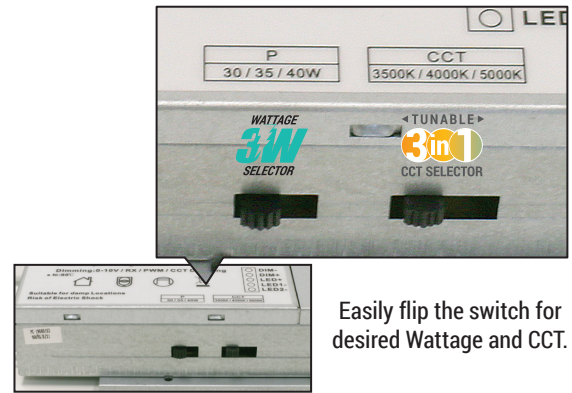 LED
P
30 / 35 / 40W
CCT
3500K / 4000K / 5000K
WATTAGE
3W
SELECTOR
TUNABLE
3in1
CCT SELECTOR
Dimming:0-10V / RX / PWM / CCT
DIM-
DIM+
LED+
LED1-
LED2-
Suitable for damp Locations
Risk of Electric Shock
Easily flip the switch for
desired Wattage and CCT.